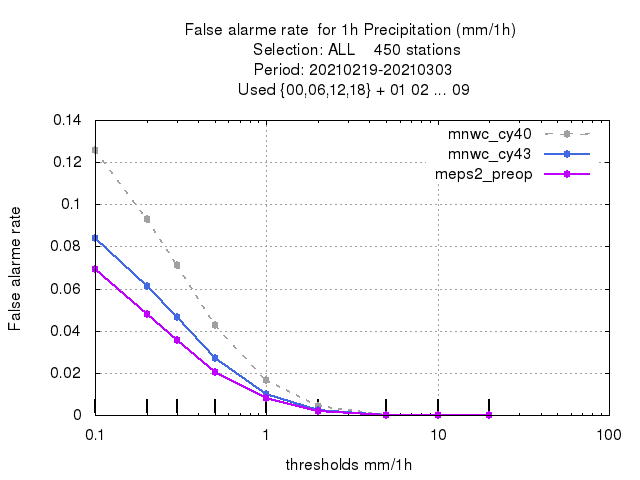 False alarme rate  for 1h Precipitation (mm/1h)
Selection: ALL    450 stations
Period: 20210219-20210303
Used {00,06,12,18} + 01 02 ... 09
mnwc_cy40
mnwc_cy43
meps2_preop
False alarme rate
0.14
0.12
0.1
0.08
0.06
0.04
0.02
0
0.1 1 10 100
thresholds mm/1h